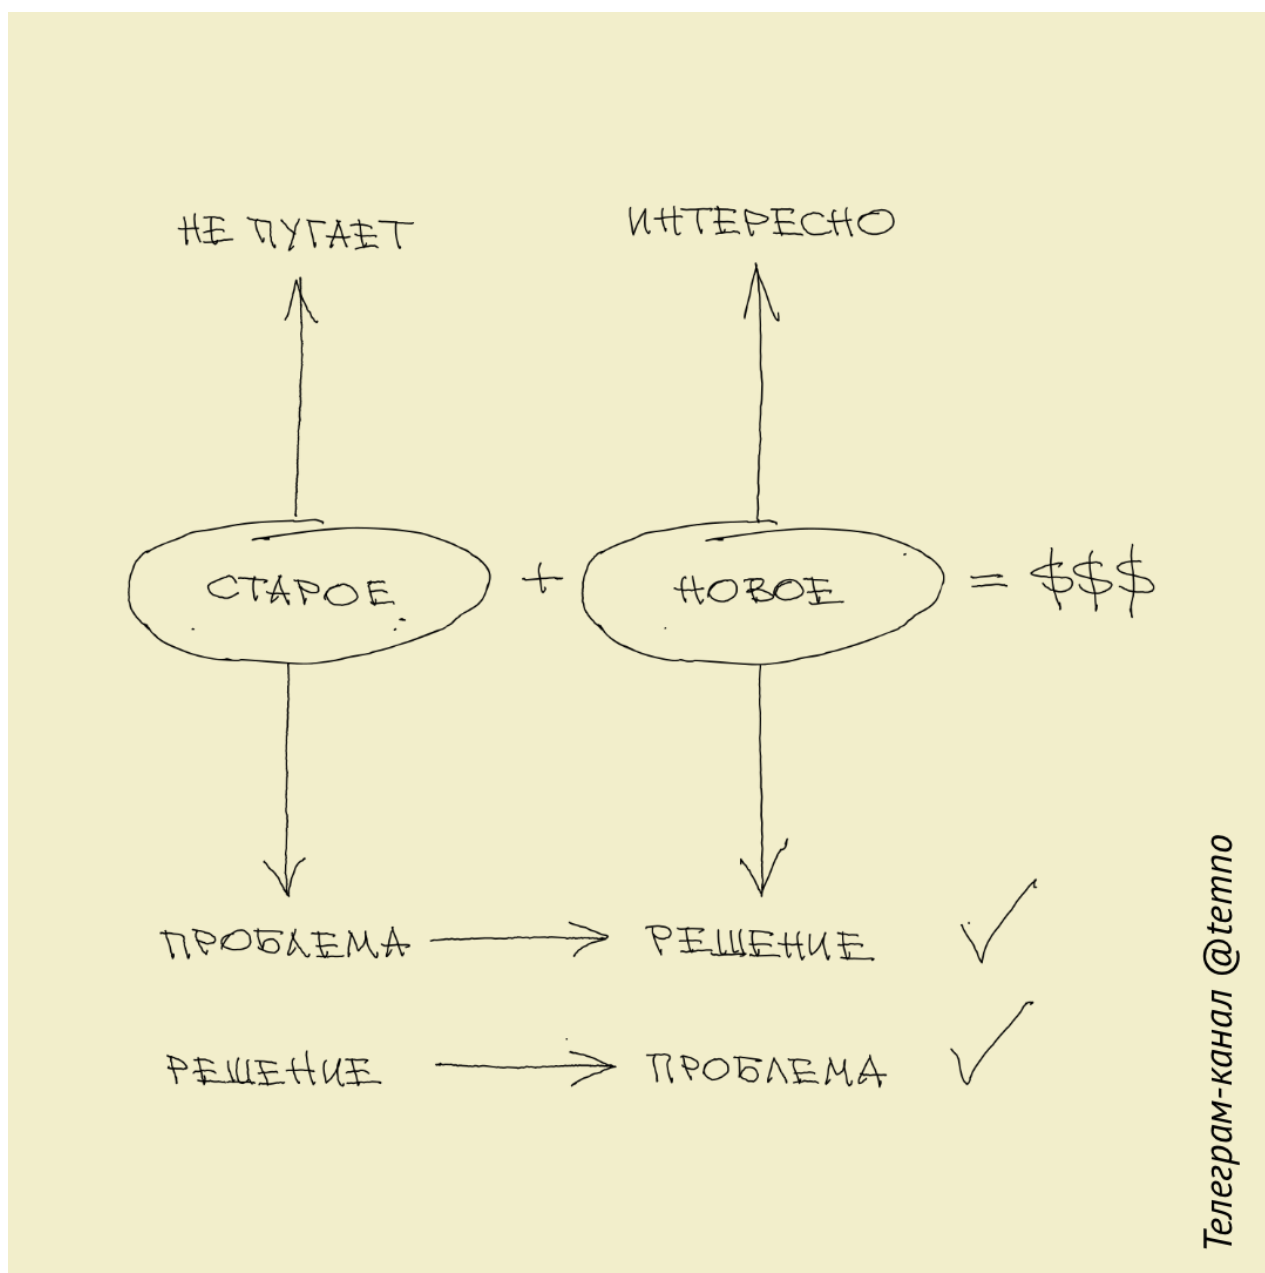 НЕ ПУГАЕТ
ИНТЕРЕСНО
СТАРОЕ + НОВОЕ = $$$
ПРОБЛЕМА → РЕШЕНИЕ ✓
РЕШЕНИЕ → ПРОБЛЕМА ✓
Телеграм-канал @temno